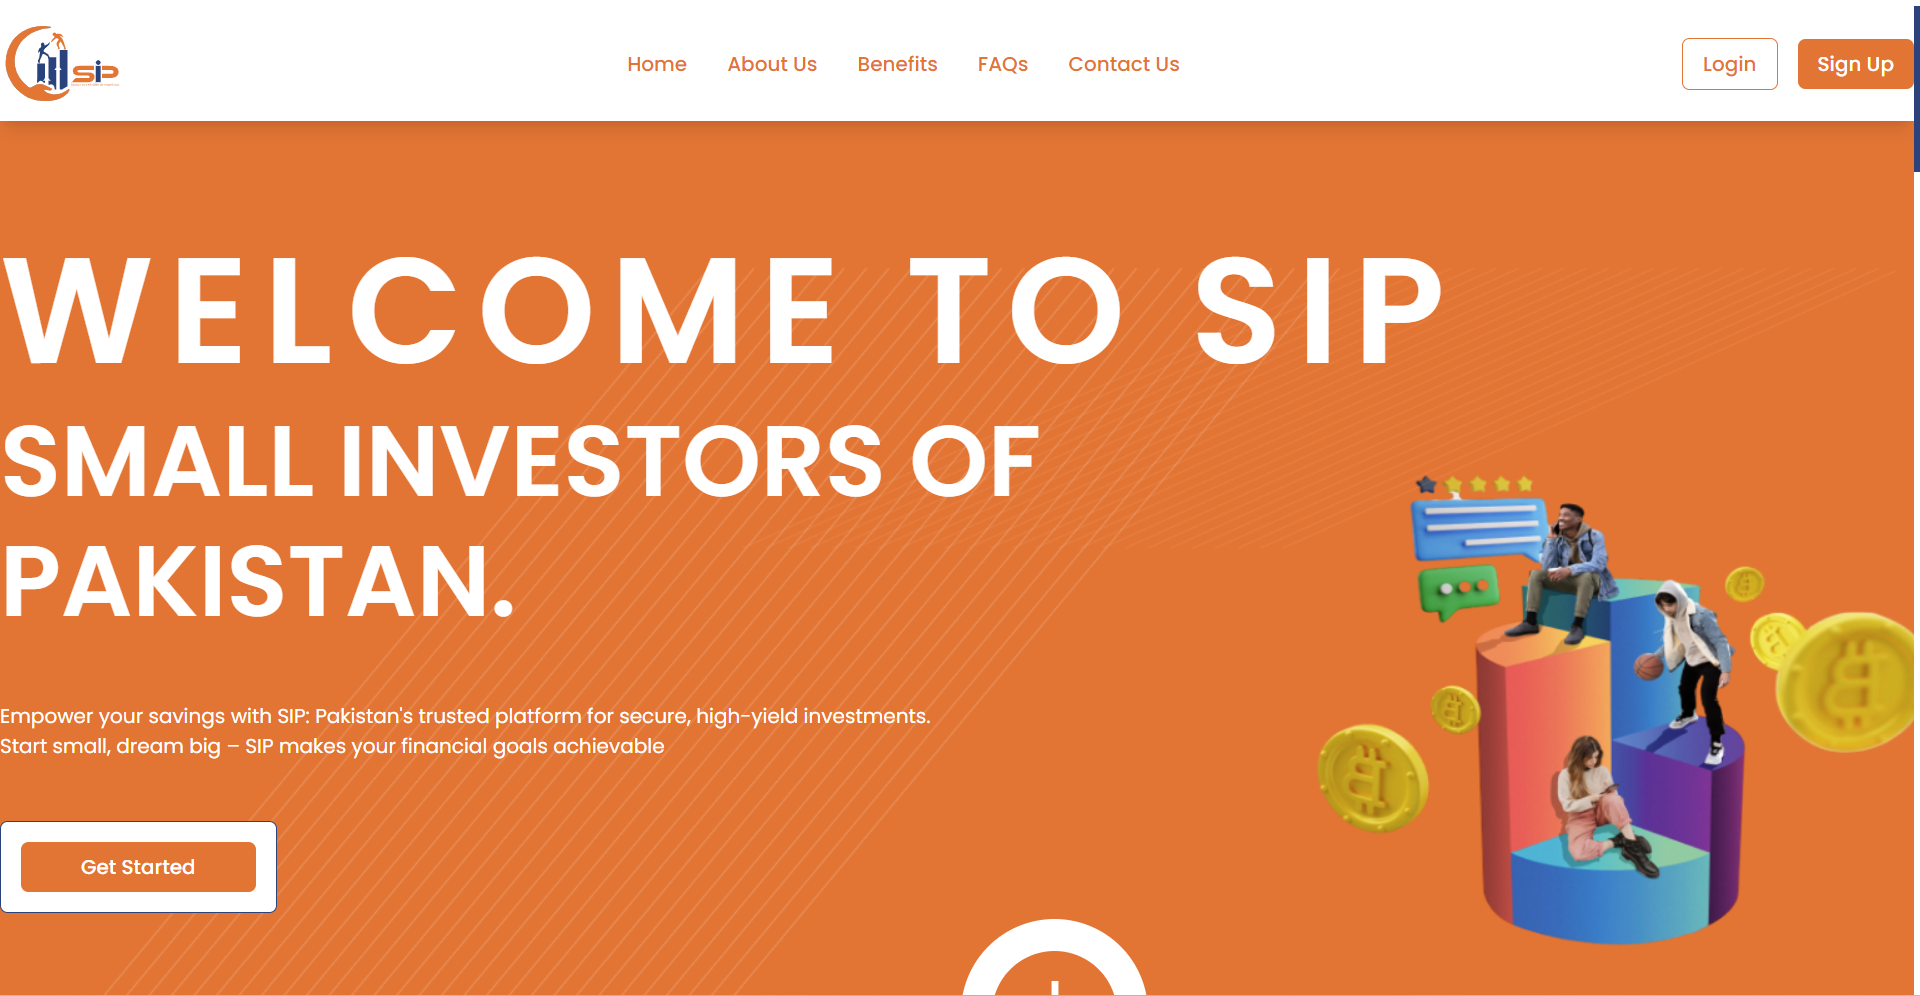 SIP
Home
About Us
Benefits
FAQs
Contact Us
Login
Sign Up
WELCOME TO SIP
SMALL INVESTORS OF
PAKISTAN.
Empower your savings with SIP: Pakistan's trusted platform for secure, high-yield investments.
Start small, dream big – SIP makes your financial goals achievable
Get Started